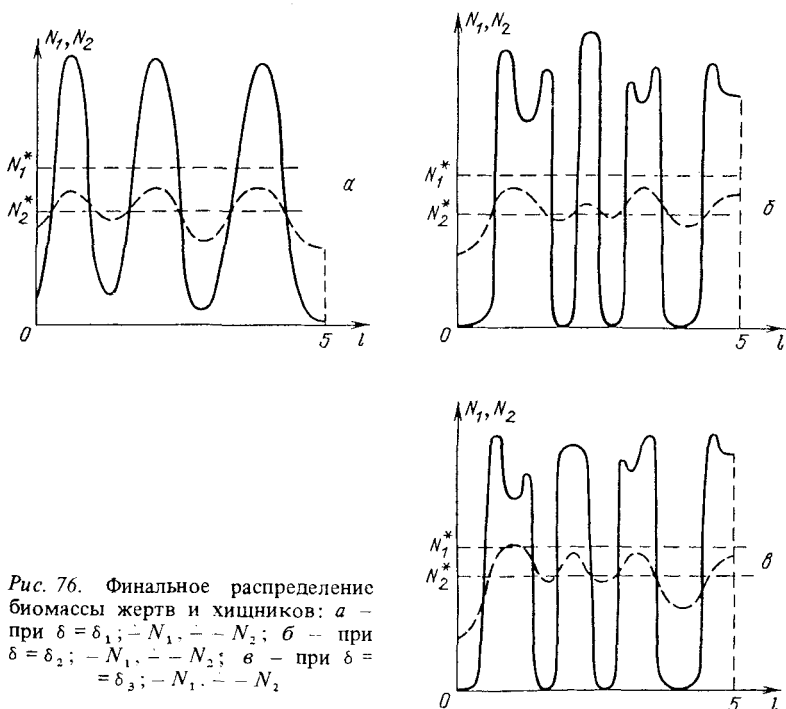 N₁, N₂
N₁*
N₂*
а
0
5
l
N₁, N₂
N₁*
N₂*
б
0
5
l
N₁, N₂
N₁*
N₂*
в
0
5
l
Рис. 76. Финальное распределение
биомассы жертв и хищников: а –
при δ = δ₁; – N₁. – – N₂; б – при
δ = δ₂; – N₁. – – N₂; в – при δ =
= δ₃; – N₁. – – N₂